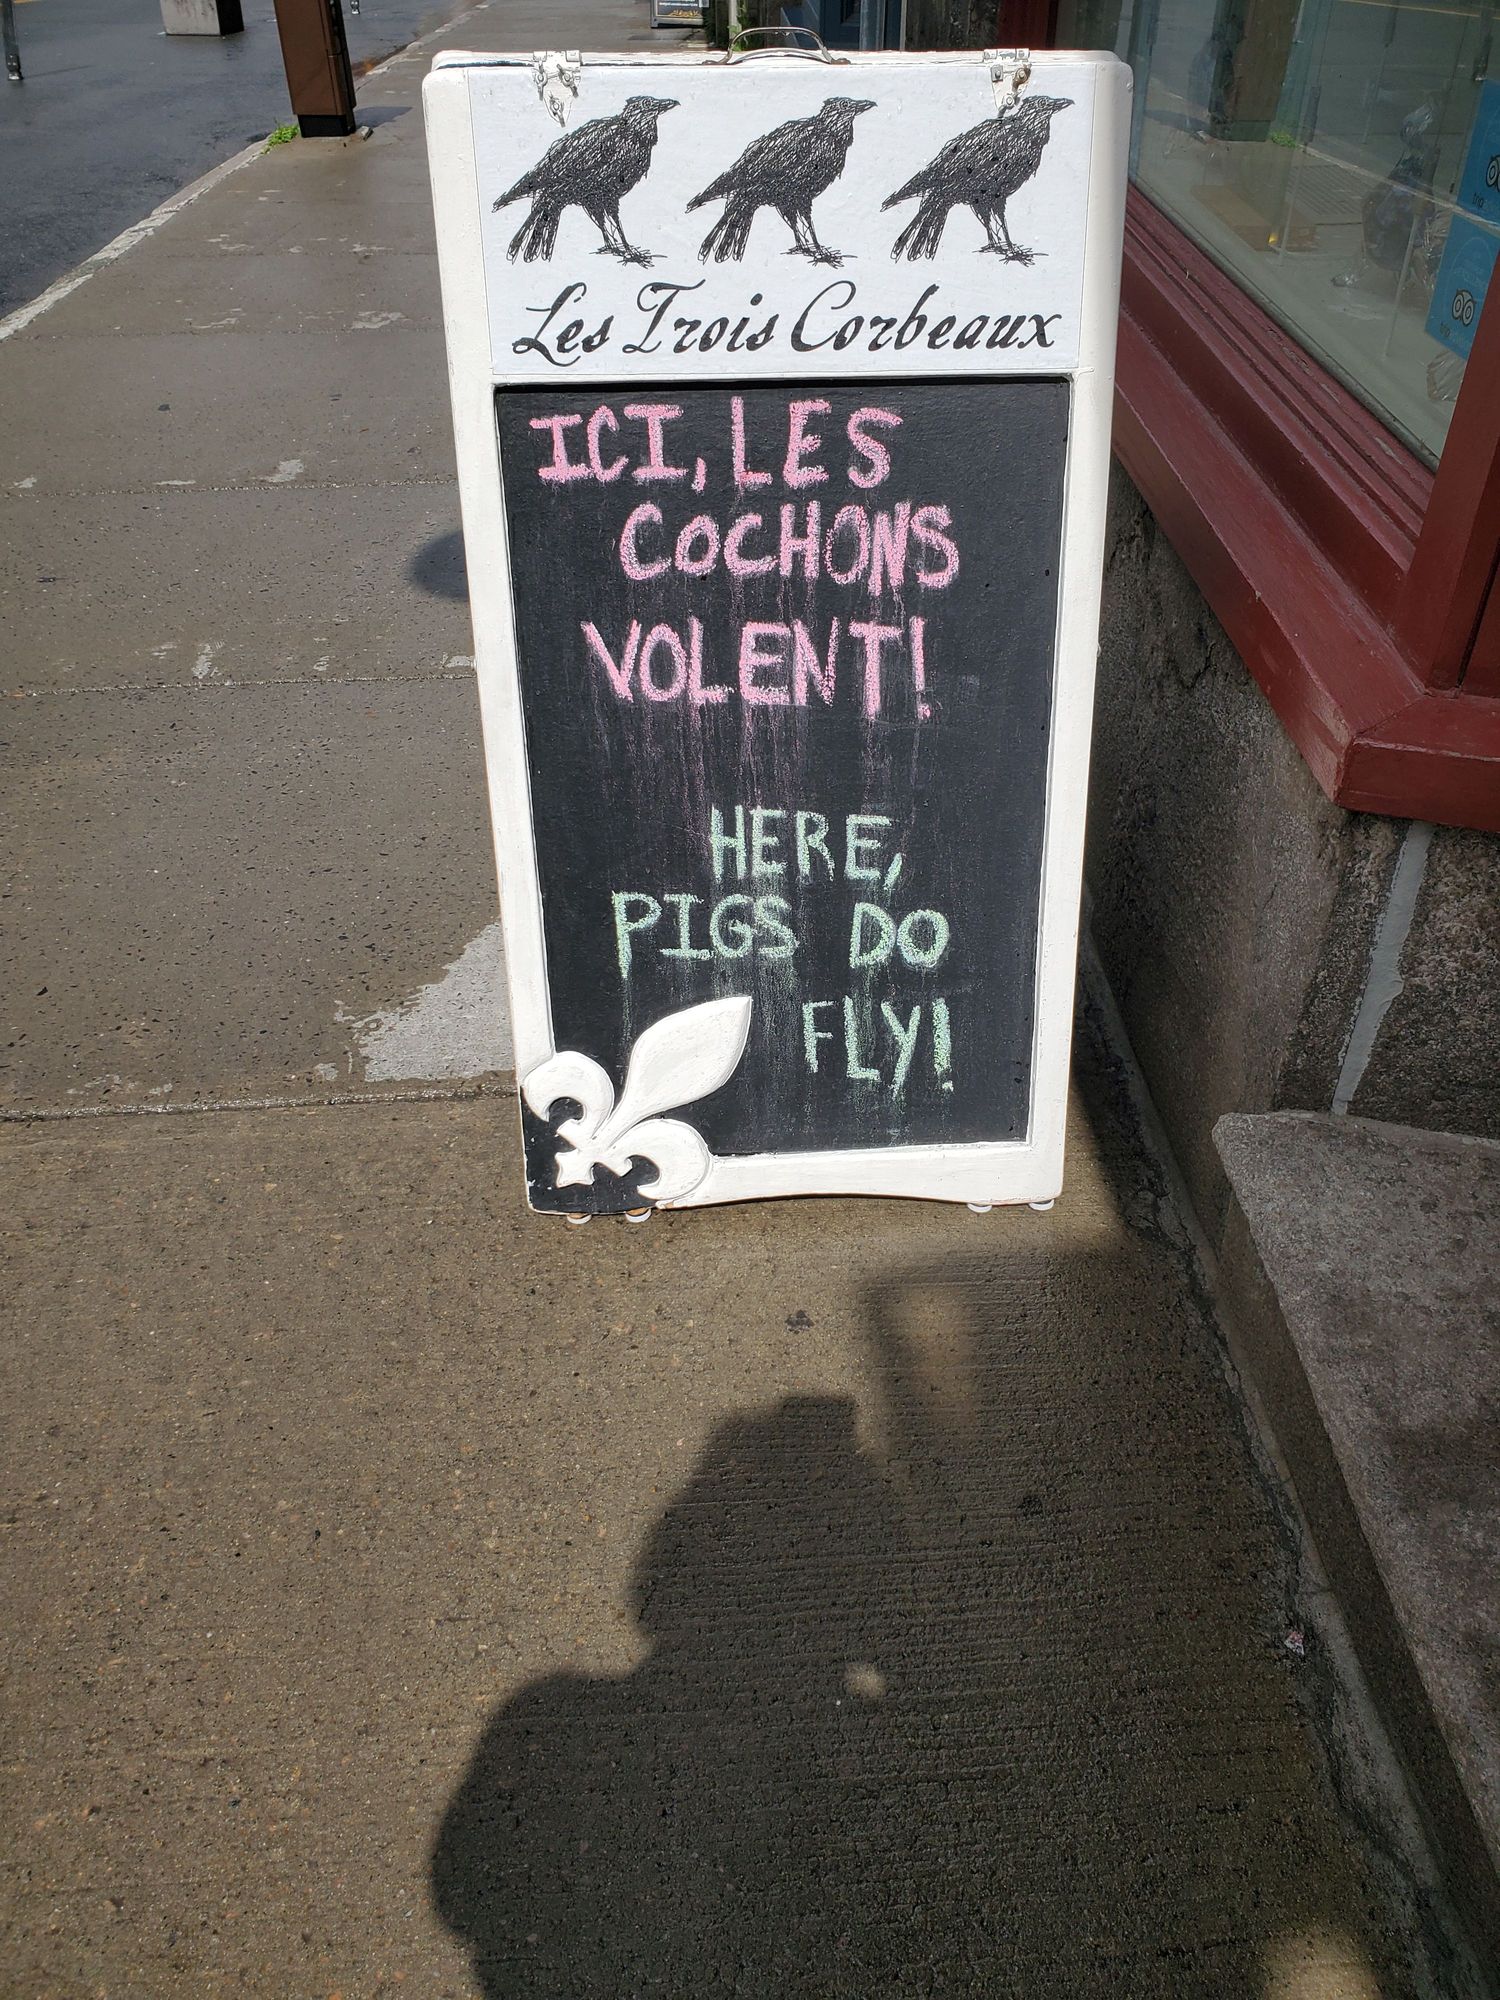 Les Trois Corbeaux
ICI, LES
COCHONS
VOLENT!
HERE,
PIGS DO
FLY!